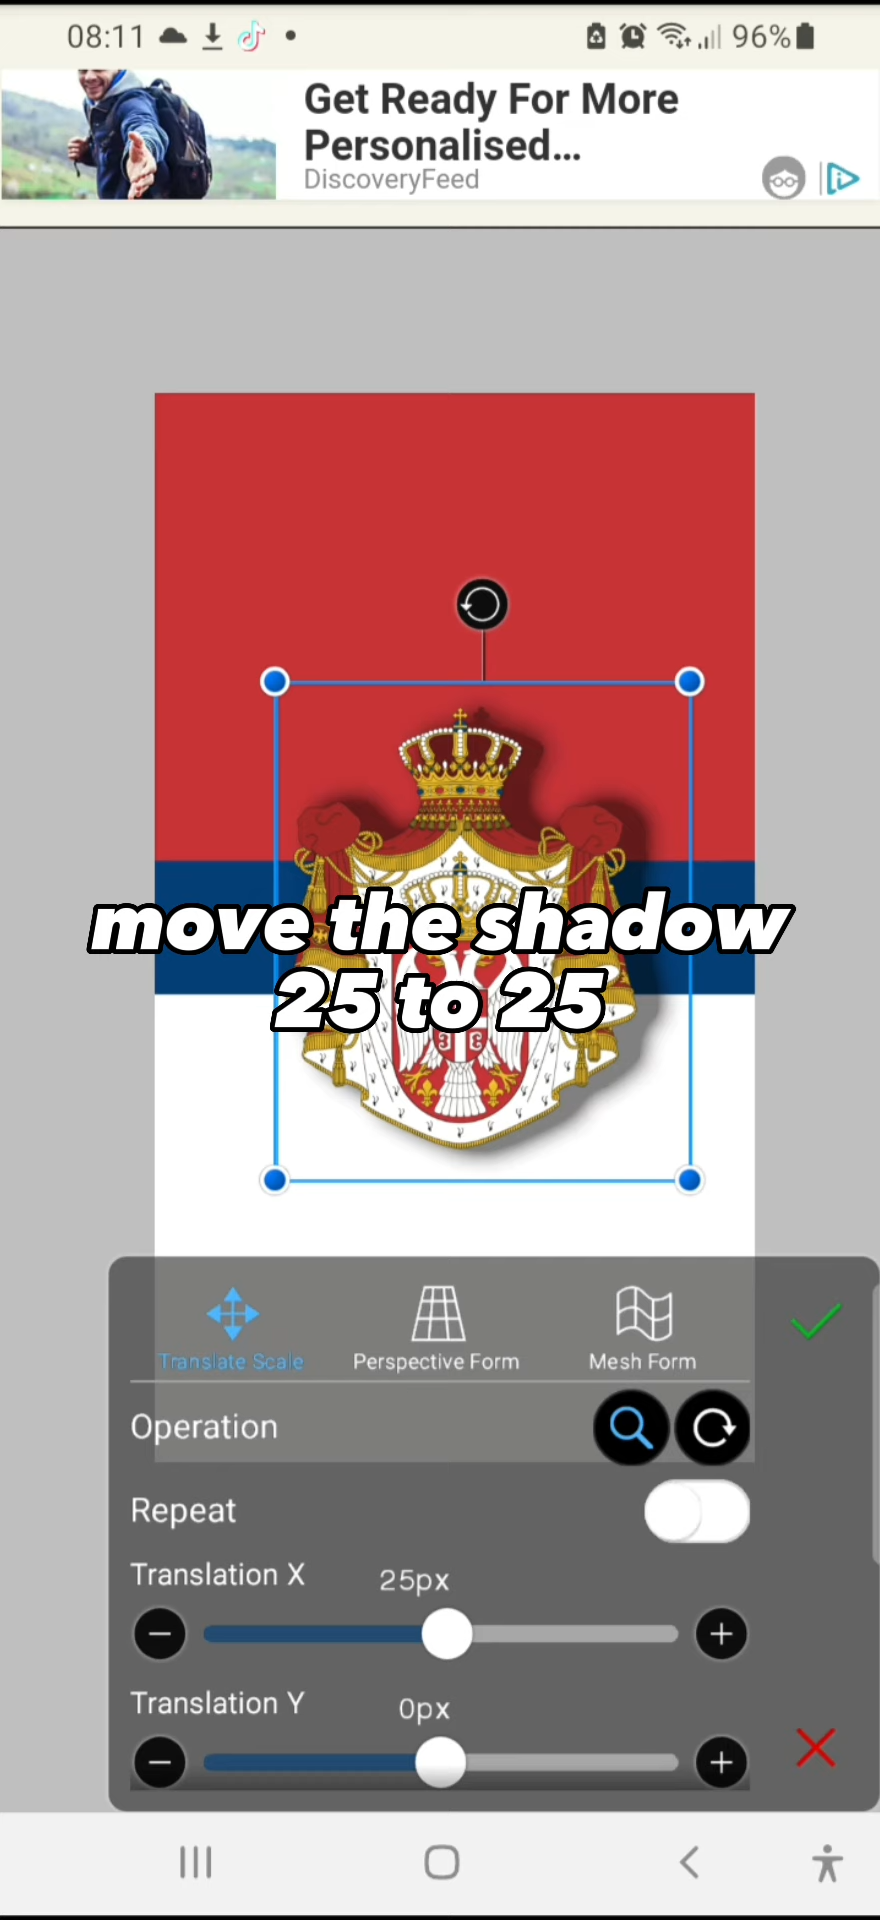 08:11
96%
Get Ready For More
Personalised...
DiscoveryFeed
move the shadow
25 to 25
Translate Scale
Perspective Form
Mesh Form
Operation
Repeat
Translation X
25px
Translation Y
0px